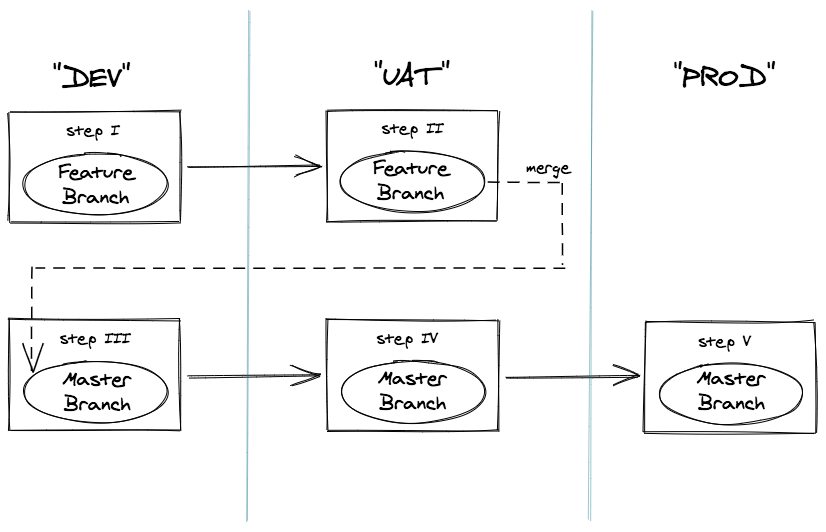 "DEV"
"UAT"
"PROD"
step I
Feature
Branch
step II
Feature
Branch
merge
step III
Master
Branch
step IV
Master
Branch
step V
Master
Branch